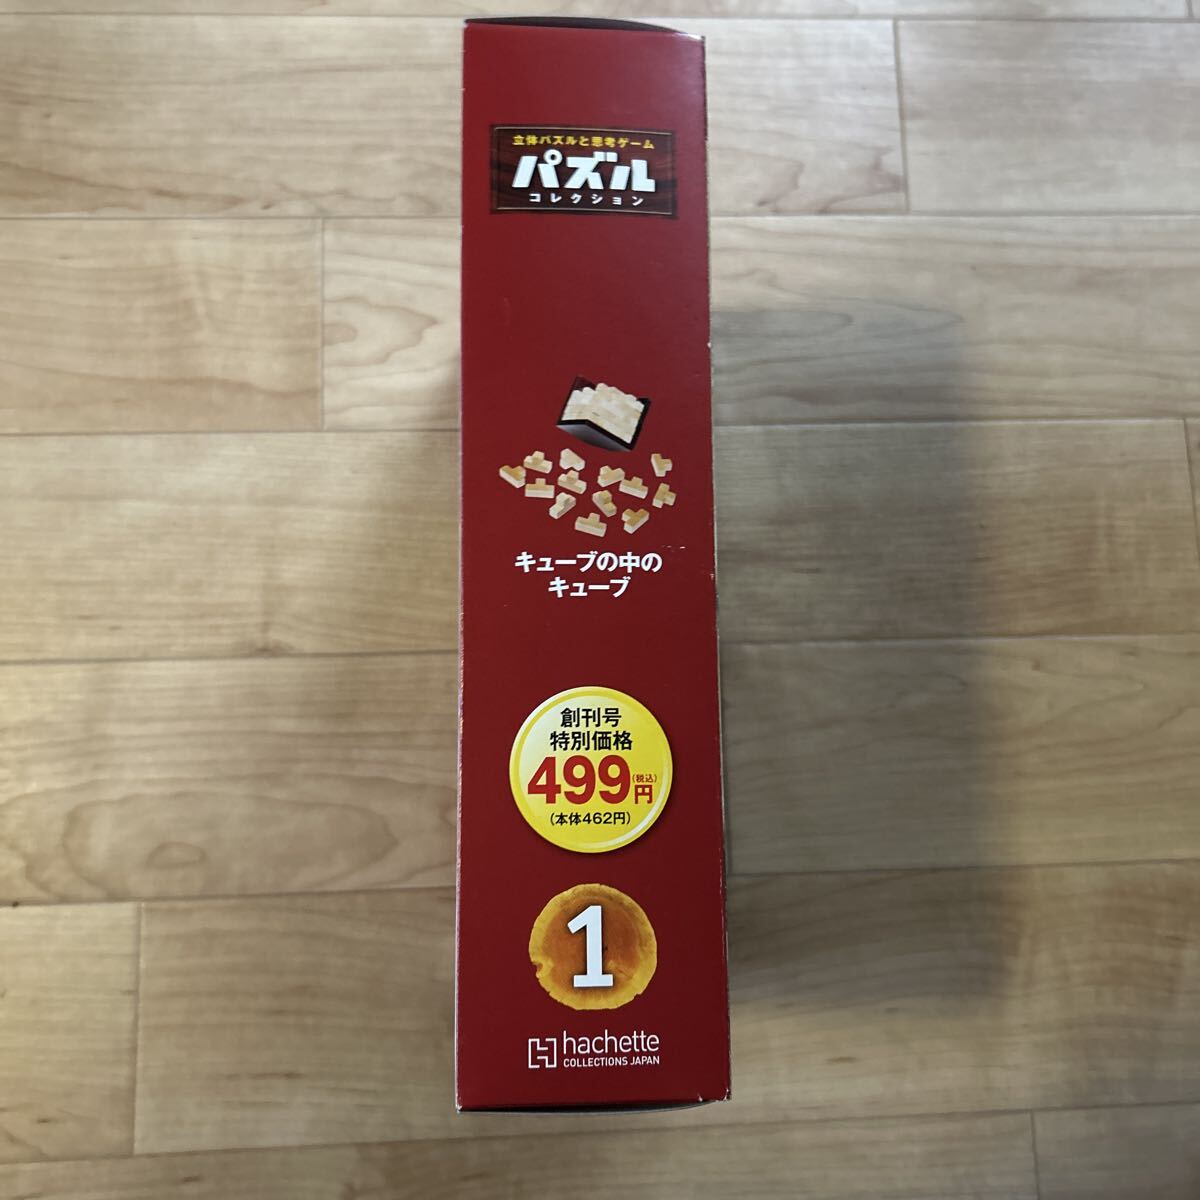 立体パズルと思考ゲーム
パズル
コレクション
キューブの中の
キューブ
創刊号
特別価格
499円(税込)
(本体462円)
1
hachette
COLLECTIONS JAPAN